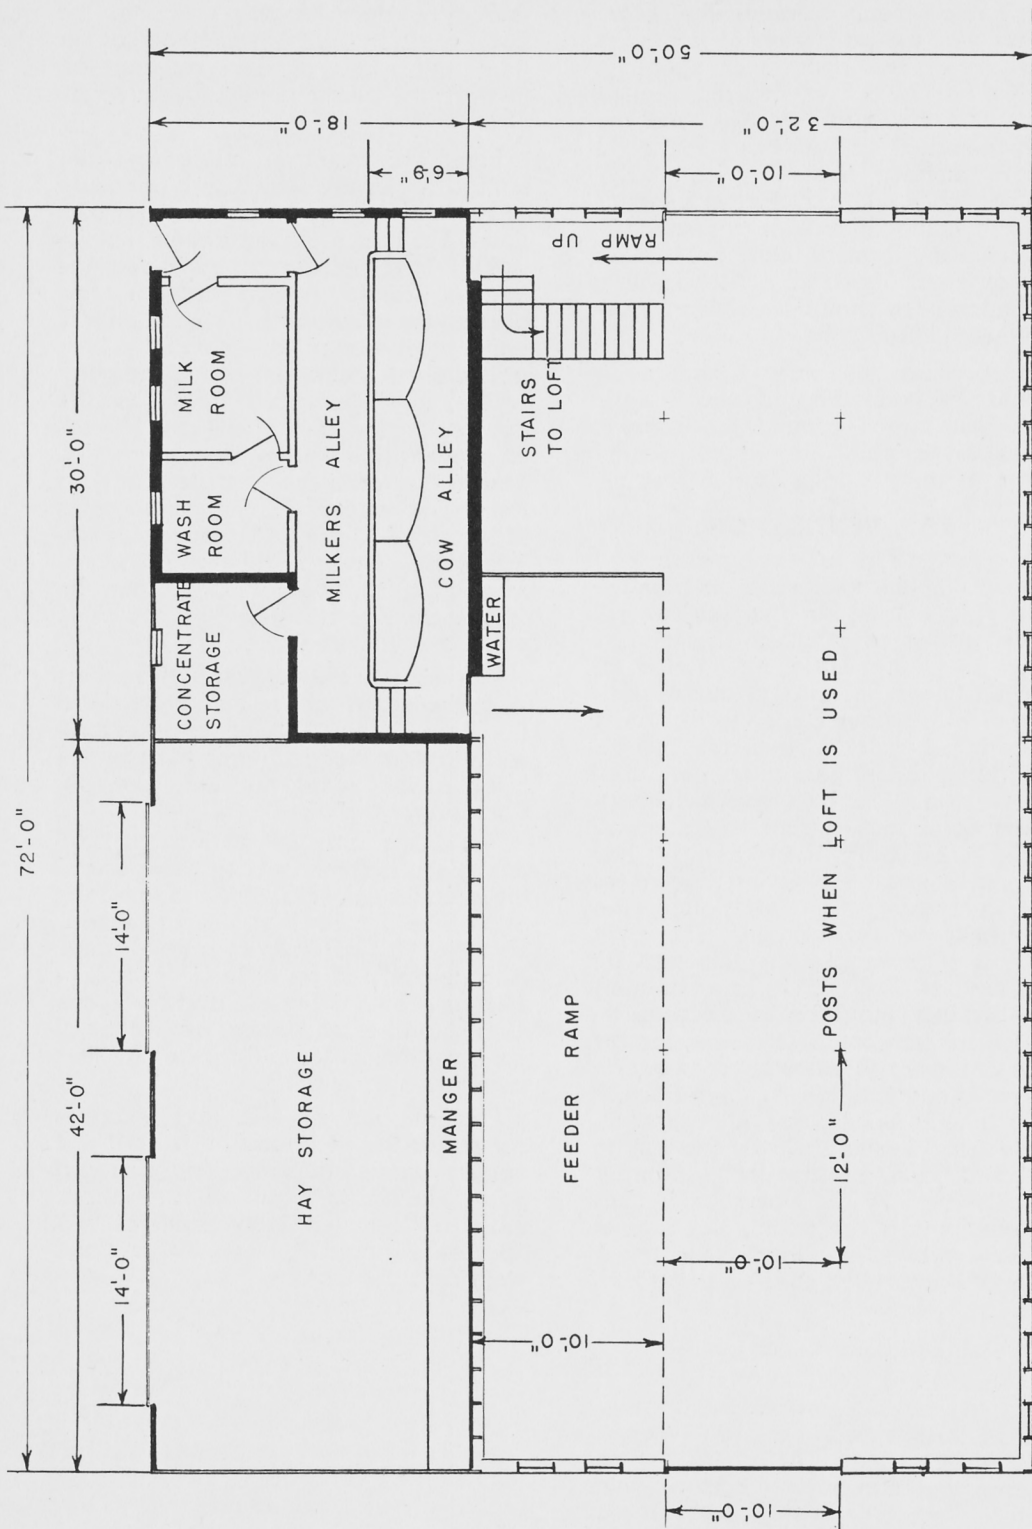 72'-0"
42'-0"
30'-0"
14'-0"
14'-0"
50'-0"
18'-0"
32'-0"
6'-9"
10'-0"
CONCENTRATE
STORAGE
WASH
ROOM
MILK
ROOM
HAY STORAGE
MILKERS ALLEY
MANGER
COW ALLEY
WATER
STAIRS
TO LOFT
RAMP UP
FEEDER RAMP
10'-0"
10'-0"
10'-0"
12'-0"
POSTS WHEN LOFT IS USED